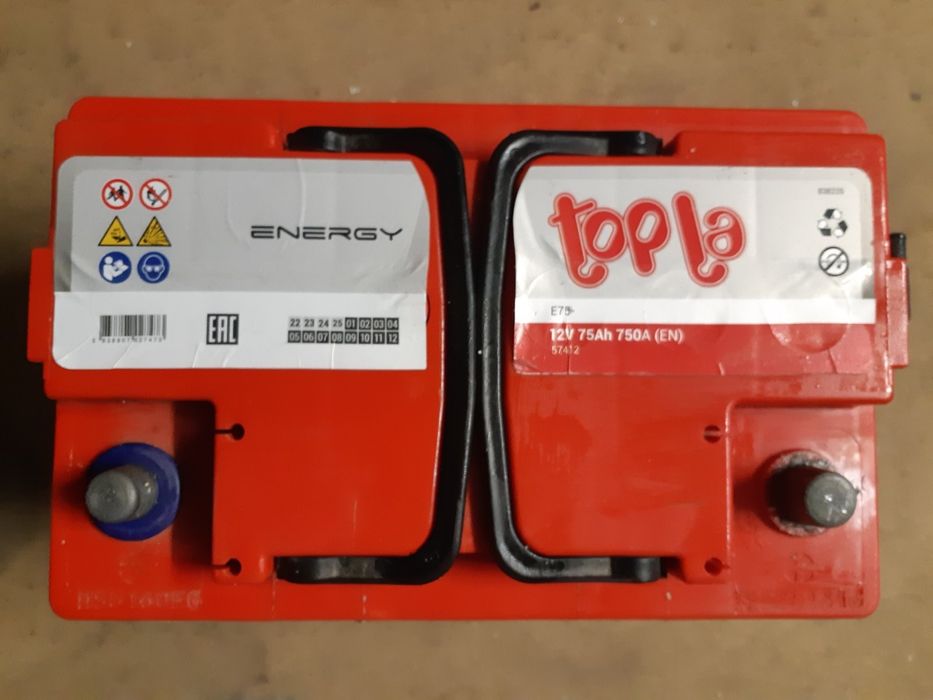 ENERGY
EAC
22 23 24 25 01 02 03 04
05 06 07 08 09 10 11 12
topla
E75
12V 75Ah 750A (EN)
57412